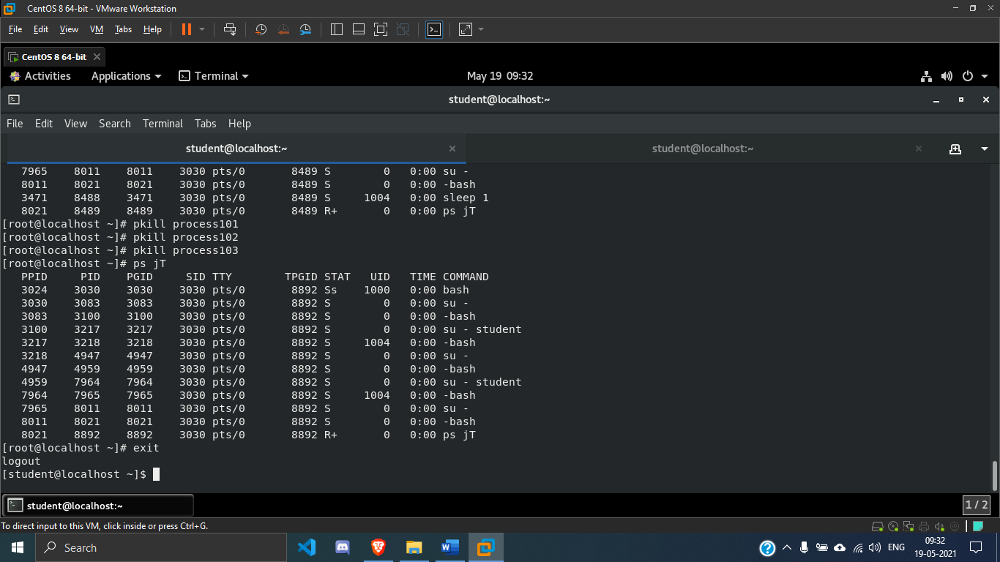 CentOS 8 64-bit - VMware Workstation
File Edit View VM Tabs Help
CentOS 8 64-bit
Activities Applications Terminal May 19 09:32
student@localhost:~
File Edit View Search Terminal Tabs Help
student@localhost:~ student@localhost:~
7965 8011 8011 3030 pts/0 8489 S 0 0:00 su -
8011 8021 8021 3030 pts/0 8489 S 0 0:00 -bash
3471 8488 3471 3030 pts/0 8489 S 1004 0:00 sleep 1
8021 8489 8489 3030 pts/0 8489 R+ 0 0:00 ps jT
[root@localhost ~]# pkill process101
[root@localhost ~]# pkill process102
[root@localhost ~]# pkill process103
[root@localhost ~]# ps jT
PPID PID PGID SID TTY TPGID STAT UID TIME COMMAND
3024 3030 3030 3030 pts/0 8892 Ss 1000 0:00 bash
3030 3083 3083 3030 pts/0 8892 S 0 0:00 su -
3083 3100 3100 3030 pts/0 8892 S 0 0:00 -bash
3100 3217 3217 3030 pts/0 8892 S 0 0:00 su - student
3217 3218 3218 3030 pts/0 8892 S 1004 0:00 -bash
3218 4947 4947 3030 pts/0 8892 S 0 0:00 su -
4947 4959 4959 3030 pts/0 8892 S 0 0:00 -bash
4959 7964 7964 3030 pts/0 8892 S 0 0:00 su - student
7964 7965 7965 3030 pts/0 8892 S 1004 0:00 -bash
7965 8011 8011 3030 pts/0 8892 S 0 0:00 su -
8011 8021 8021 3030 pts/0 8892 S 0 0:00 -bash
8021 8892 8892 3030 pts/0 8892 R+ 0 0:00 ps jT
[root@localhost ~]# exit
logout
[student@localhost ~]$
student@localhost:~ 1 / 2
To direct input to this VM, click inside or press Ctrl+G.
Search ENG 09:32
19-05-2021